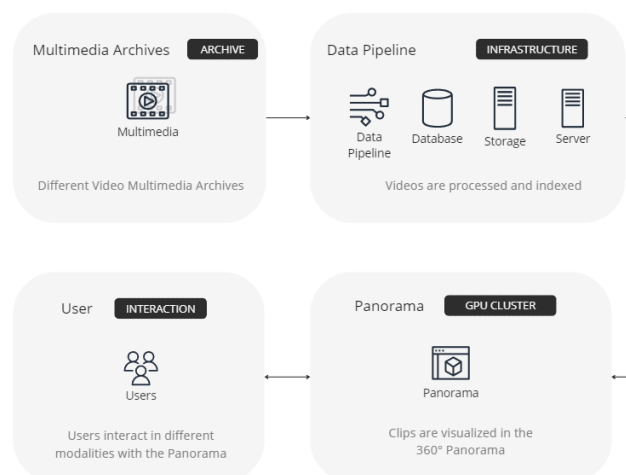 Multimedia Archives ARCHIVE
Multimedia
Different Video Multimedia Archives
Data Pipeline INFRASTRUCTURE
Data
Pipeline
Database
Storage
Server
Videos are processed and indexed
User INTERACTION
Users
Users interact in different
modalities with the Panorama
Panorama GPU CLUSTER
Panorama
Clips are visualized in the
360° Panorama